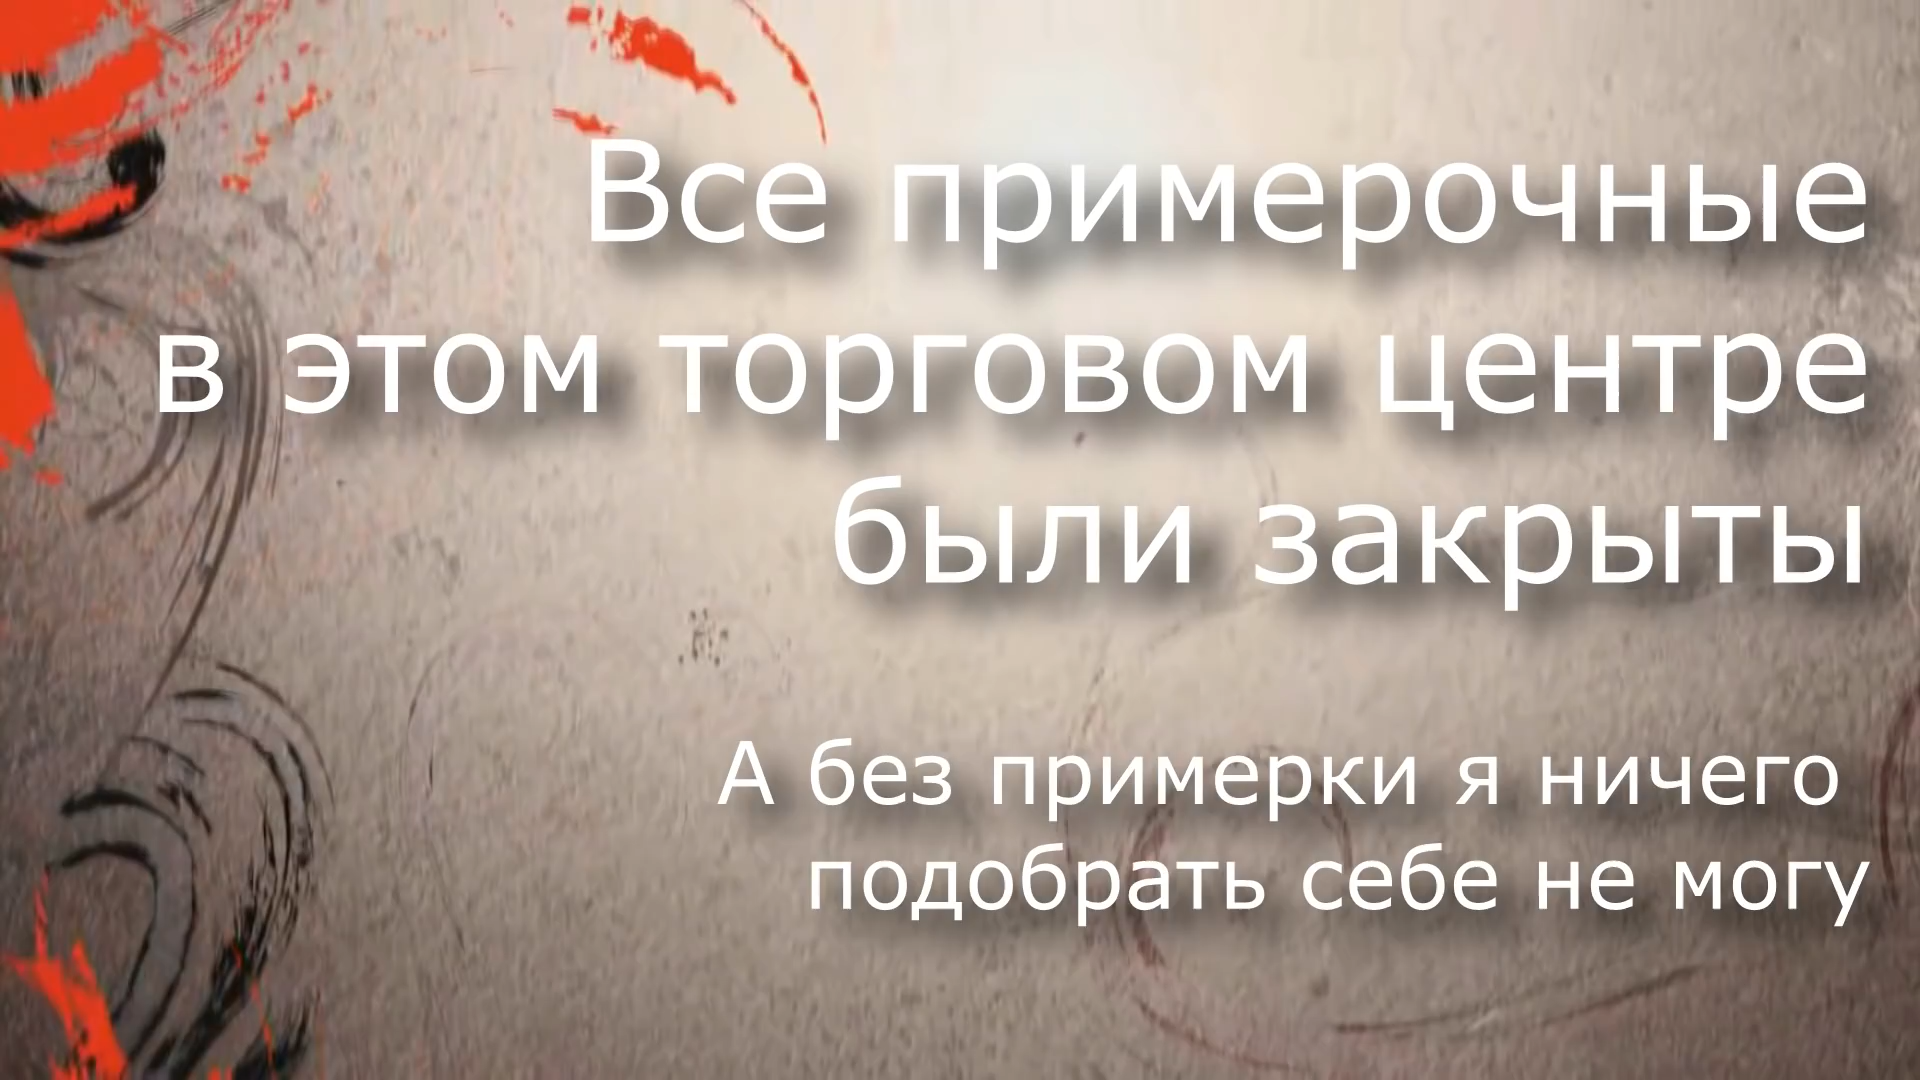 Все примерочные
в этом торговом центре
были закрыты
А без примерки я ничего
подобрать себе не могу